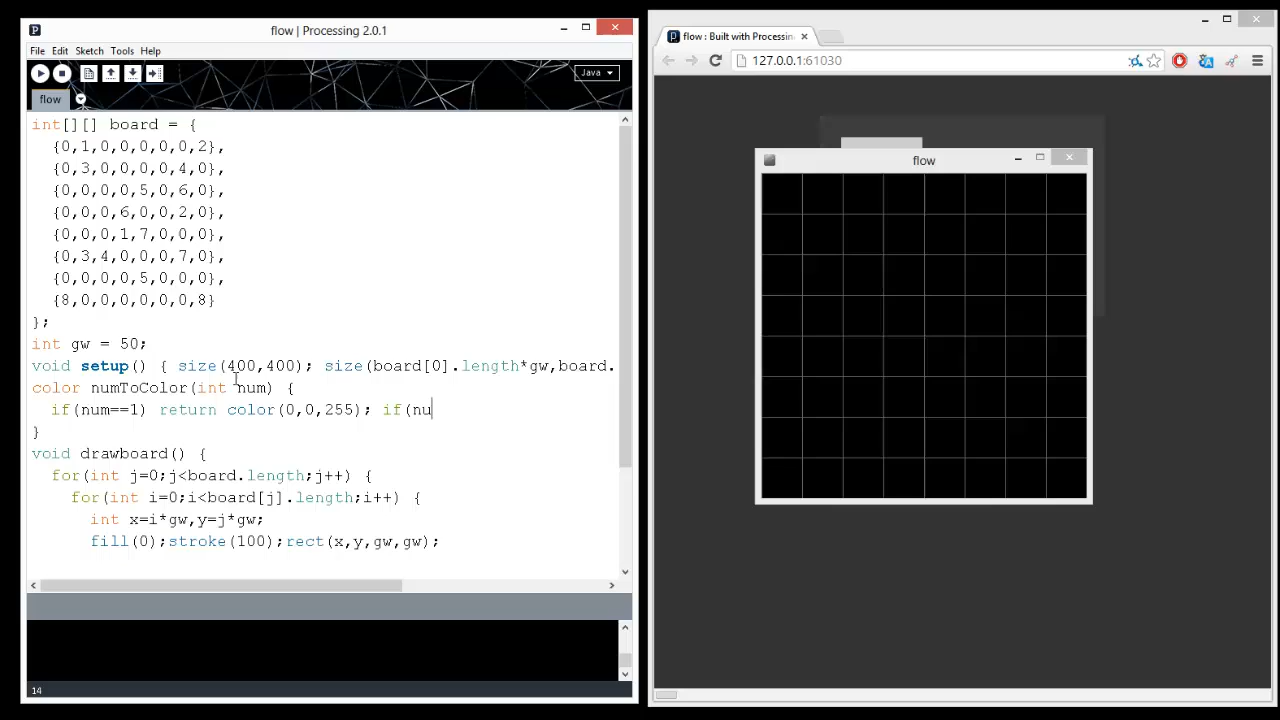 flow | Processing 2.0.1
File Edit Sketch Tools Help
Java
flow
int[][] board = {
{0,1,0,0,0,0,0,2},
{0,3,0,0,0,0,4,0},
{0,0,0,0,5,0,6,0},
{0,0,0,6,0,0,2,0},
{0,0,0,1,7,0,0,0},
{0,3,4,0,0,0,7,0},
{0,0,0,0,5,0,0,0},
{8,0,0,0,0,0,0,8}
};
int gw = 50;
void setup() { size(400,400); size(board[0].length*gw,board.
color numToColor(int num) {
if(num==1) return color(0,0,255); if(nu
}
void drawboard() {
for(int j=0;j<board.length;j++) {
for(int i=0;i<board[j].length;i++) {
int x=i*gw,y=j*gw;
fill(0);stroke(100);rect(x,y,gw,gw);
14
flow : Built with Processin
127.0.0.1:61030
flow